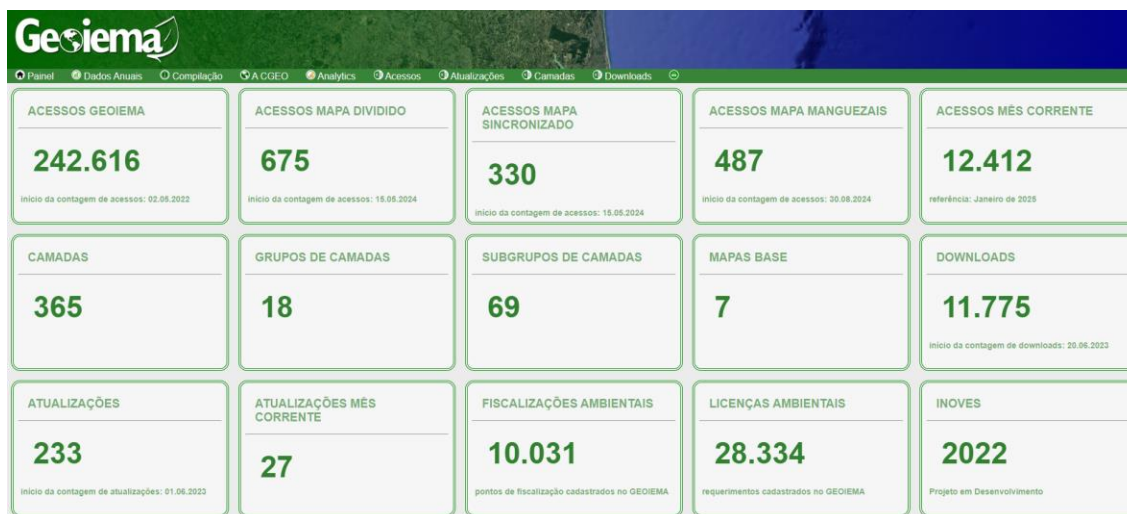 Geoiema
Painel Dados Anuais Compilação A CGEO Analytics Acessos Atualizações Camadas Downloads
ACESSOS GEOIEMA
242.616
início da contagem de acessos: 02.05.2022
ACESSOS MAPA DIVIDIDO
675
início da contagem de acessos: 15.05.2024
ACESSOS MAPA
SINCRONIZADO
330
início da contagem de acessos: 15.05.2024
ACESSOS MAPA MANGUEZAIS
487
início da contagem de acessos: 30.08.2024
ACESSOS MÊS CORRENTE
12.412
referência: Janeiro de 2025
CAMADAS
365
GRUPOS DE CAMADAS
18
SUBGRUPOS DE CAMADAS
69
MAPAS BASE
7
DOWNLOADS
11.775
início da contagem de downloads: 20.06.2023
ATUALIZAÇÕES
233
início da contagem de atualizações: 01.06.2023
ATUALIZAÇÕES MÊS
CORRENTE
27
FISCALIZAÇÕES AMBIENTAIS
10.031
pontos de fiscalização cadastrados no GEOIEMA
LICENÇAS AMBIENTAIS
28.334
requerimentos cadastrados no GEOIEMA
INOVES
2022
Projeto em Desenvolvimento